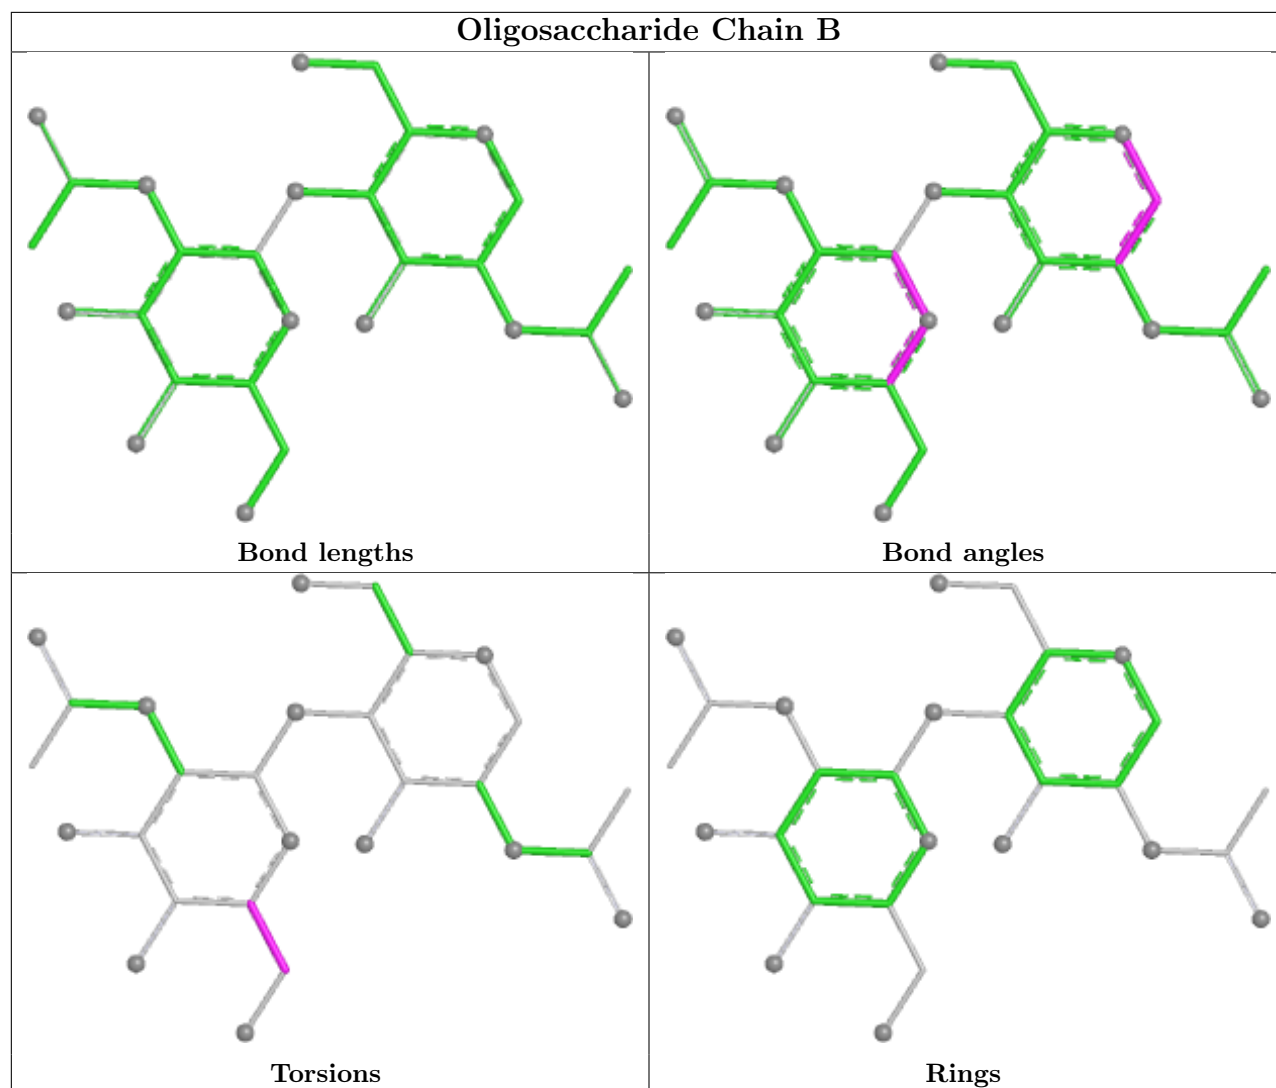 Oligosaccharide Chain B
Bond lengths
Bond angles
Torsions
Rings